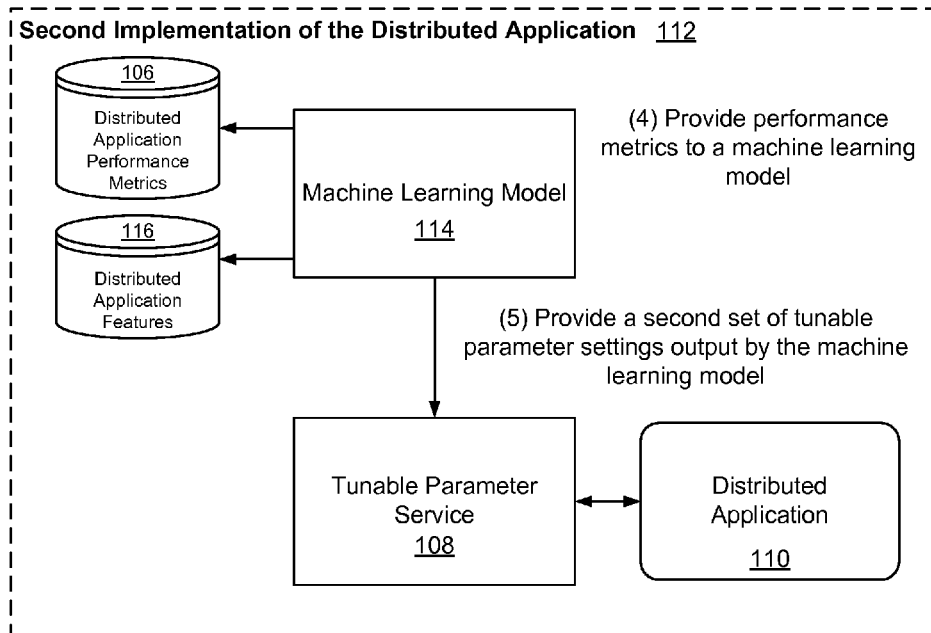 Second Implementation of the Distributed Application 112
106
Distributed
Application
Performance
Metrics
(4) Provide performance
metrics to a machine learning
model
Machine Learning Model
114
116
Distributed
Application
Features
(5) Provide a second set of tunable
parameter settings output by the machine
learning model
Tunable Parameter
Service
108
Distributed
Application
110